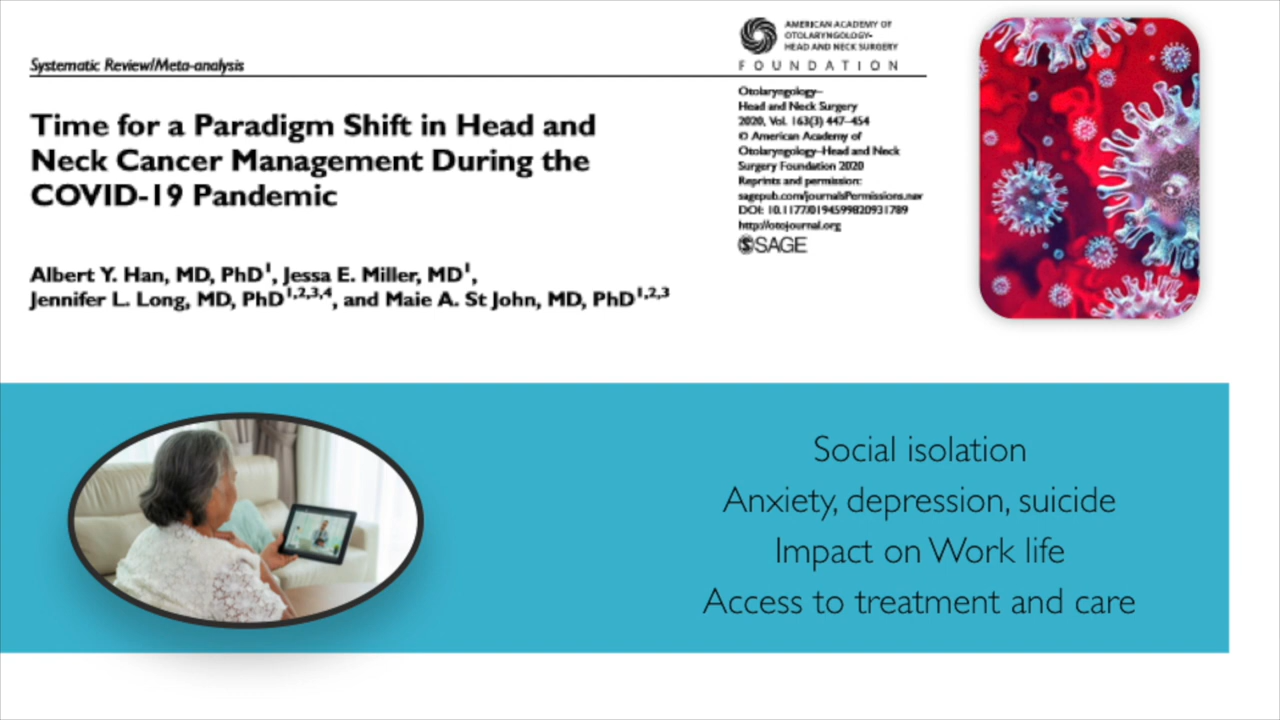 Systematic Review/Meta-analysis
AMERICAN ACADEMY OF
OTOLARYNGOLOGY-
HEAD AND NECK SURGERY
FOUNDATION
Time for a Paradigm Shift in Head and
Neck Cancer Management During the
COVID-19 Pandemic
Otolaryngology–
Head and Neck Surgery
2020, Vol. 163(3) 447–454
© American Academy of
Otolaryngology–Head and Neck
Surgery Foundation 2020
Reprints and permission:
sagepub.com/journalsPermissions.nav
DOI: 10.1177/0194599820931789
http://otojournal.org
SAGE
Albert Y. Han, MD, PhD¹, Jessa E. Miller, MD¹,
Jennifer L. Long, MD, PhD¹,²,³,⁴, and Maie A. St John, MD, PhD¹,²,³
Social isolation
Anxiety, depression, suicide
Impact on Work life
Access to treatment and care